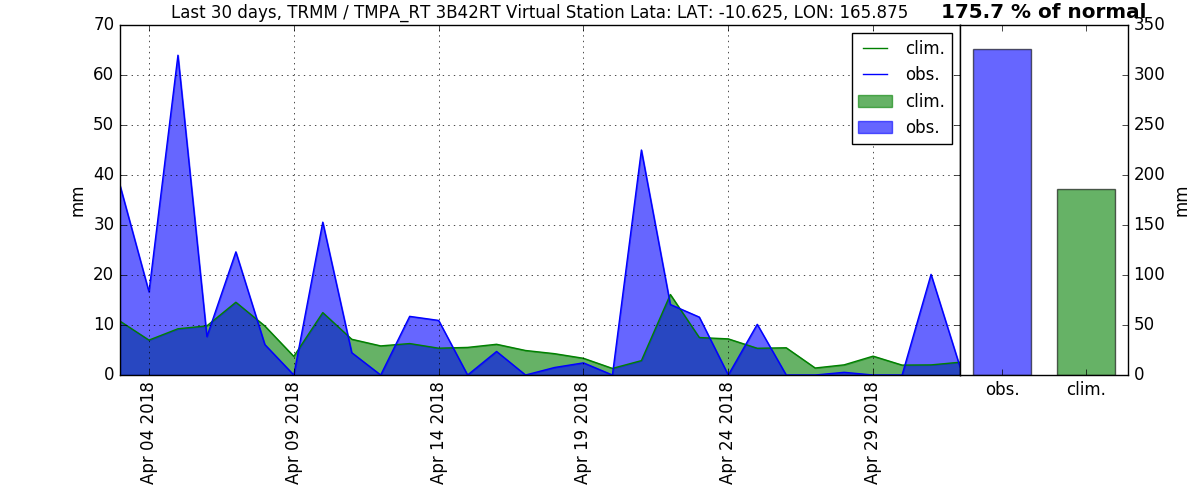 Last 30 days, TRMM / TMPA_RT 3B42RT Virtual Station Lata: LAT: -10.625, LON: 165.875
175.7 % of normal
70
60
50
40
30
20
10
0
mm
clim.
obs.
clim.
obs.
350
300
250
200
150
100
50
0
mm
obs.
clim.
Apr 04 2018
Apr 09 2018
Apr 14 2018
Apr 19 2018
Apr 24 2018
Apr 29 2018